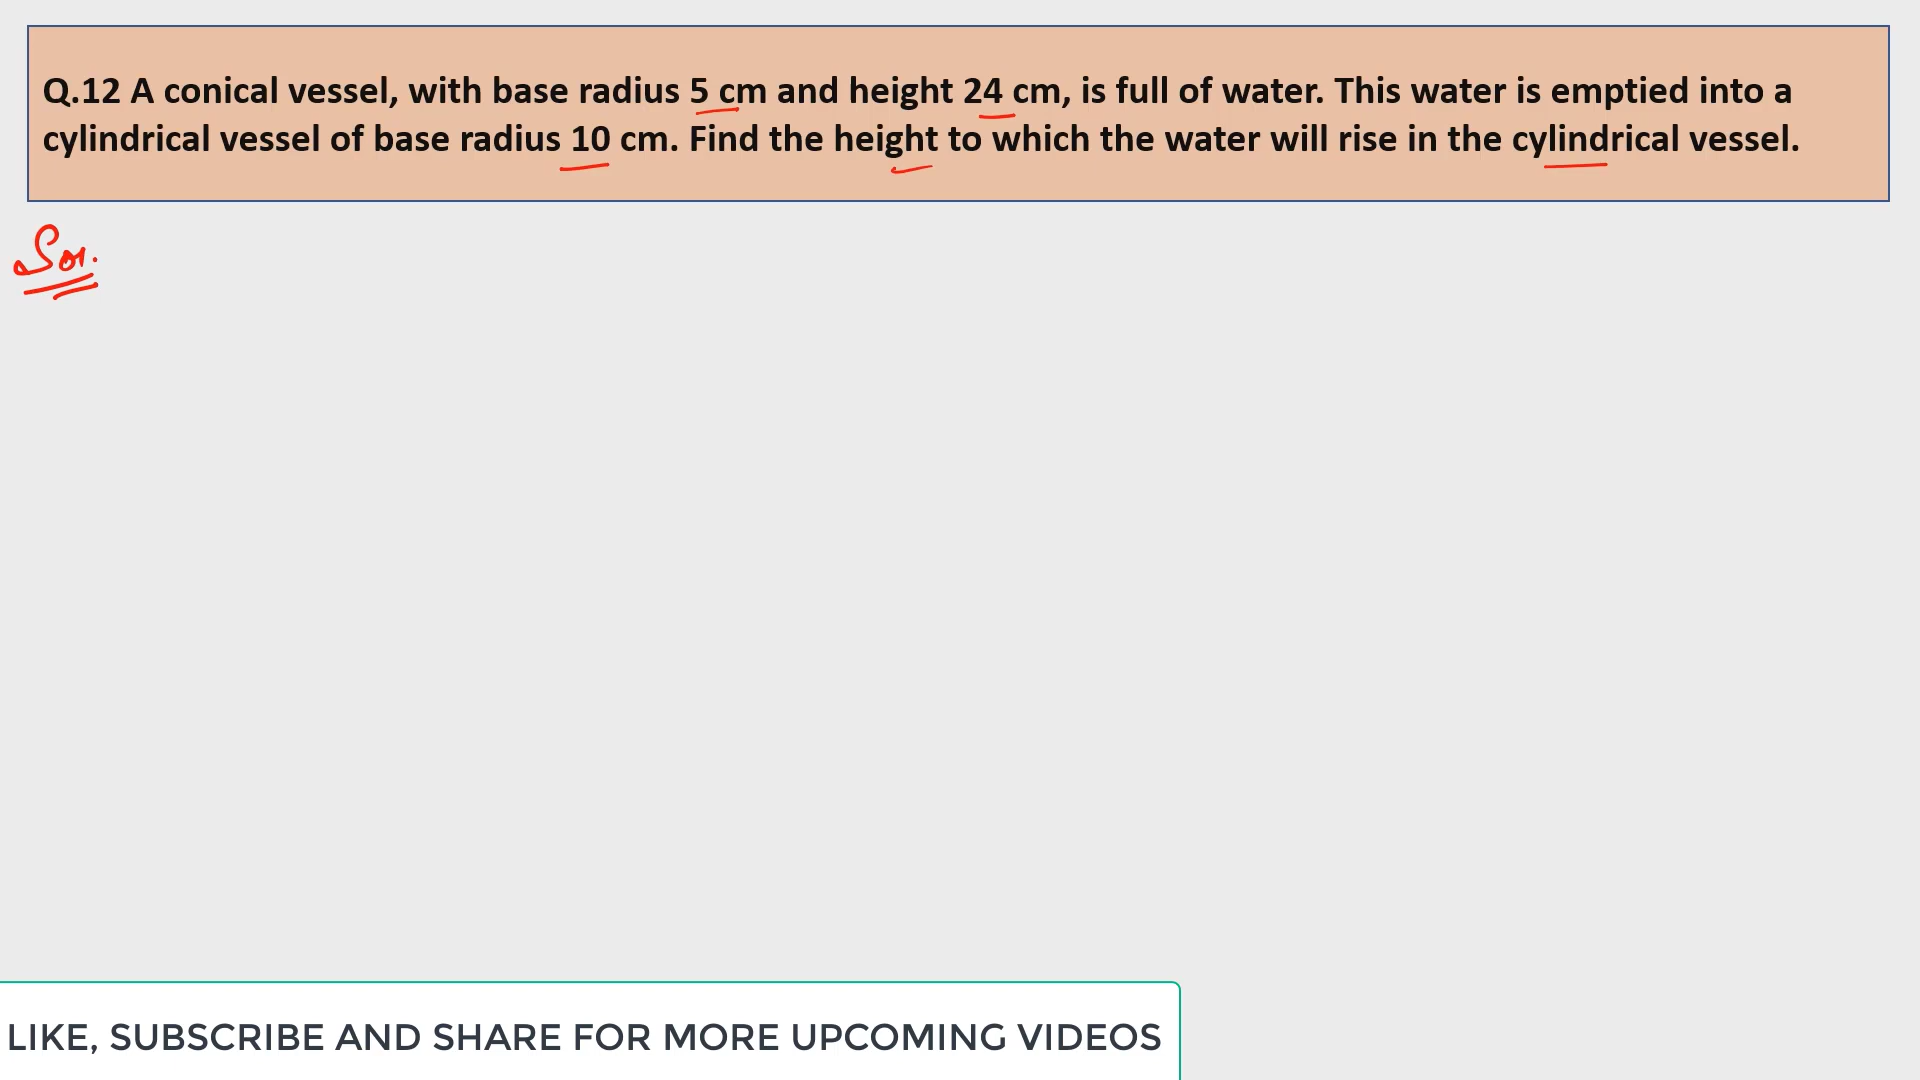 Q.12 A conical vessel, with base radius 5 cm and height 24 cm, is full of water. This water is emptied into a
cylindrical vessel of base radius 10 cm. Find the height to which the water will rise in the cylindrical vessel.
Sol.
LIKE, SUBSCRIBE AND SHARE FOR MORE UPCOMING VIDEOS